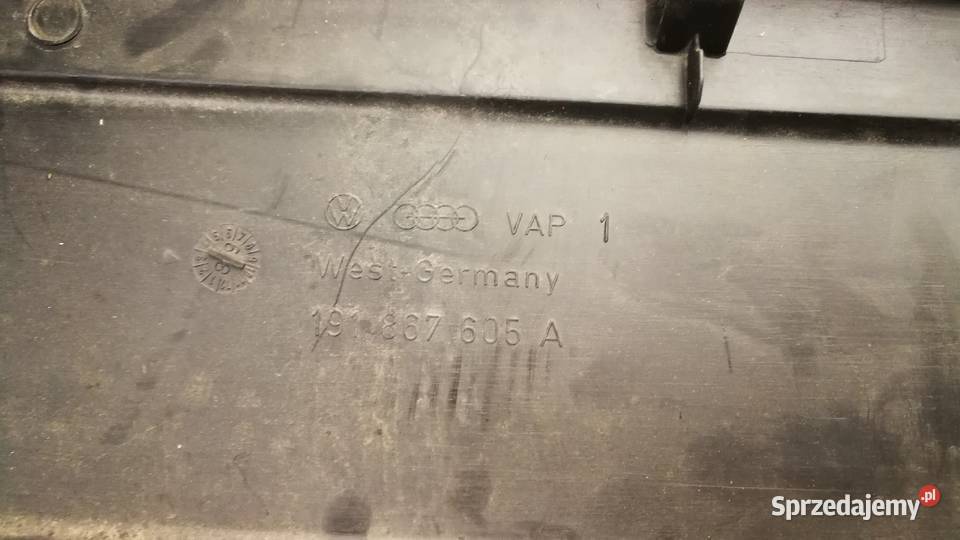 VAP 1
West-Germany
191 867 605 A
Sprzedajemy.pl